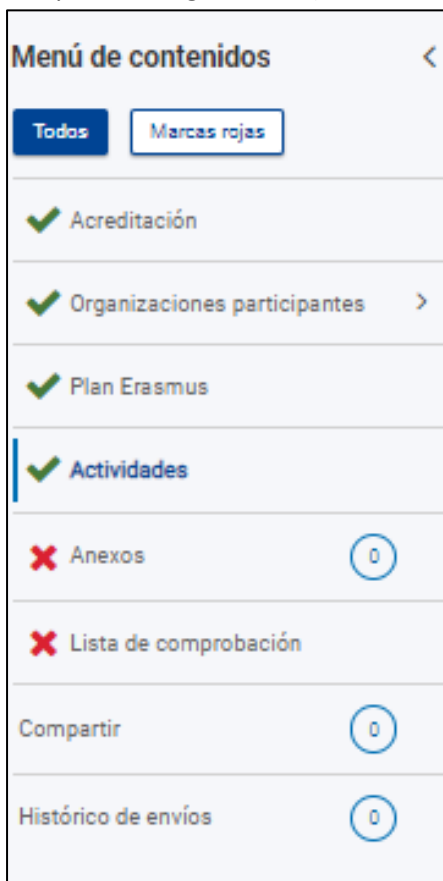 Menú de contenidos
Todos
Marcas rojas
Acreditación
Organizaciones participantes
Plan Erasmus
Actividades
Anexos 0
Lista de comprobación
Compartir 0
Histórico de envíos 0